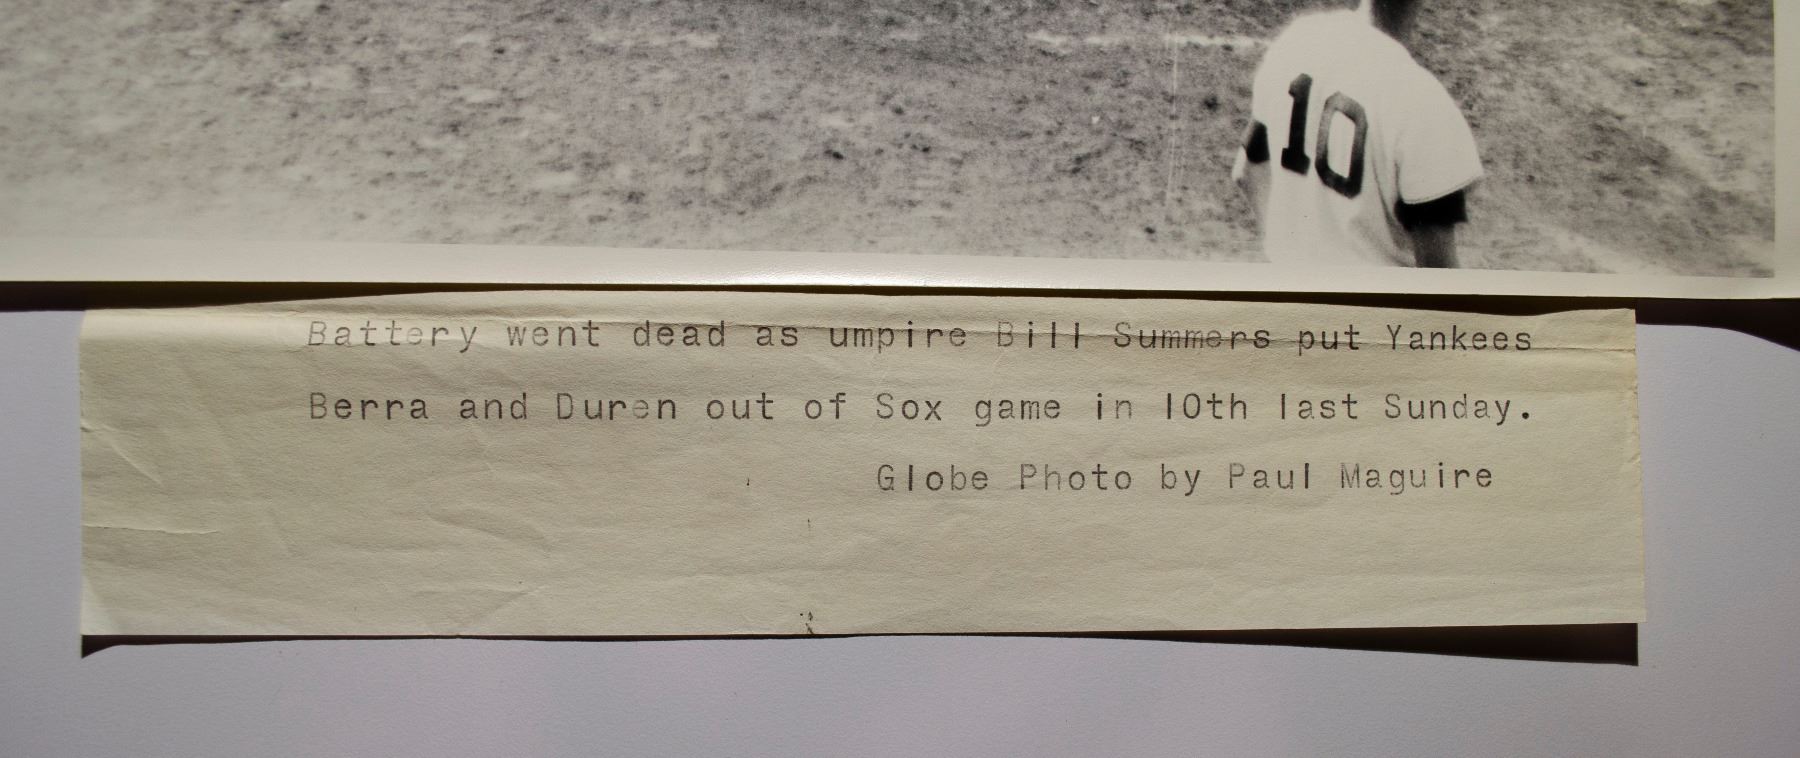 10
Battery went dead as umpire Bill Summers put Yankees
Berra and Duren out of Sox game in 10th last Sunday.
Globe Photo by Paul Maguire